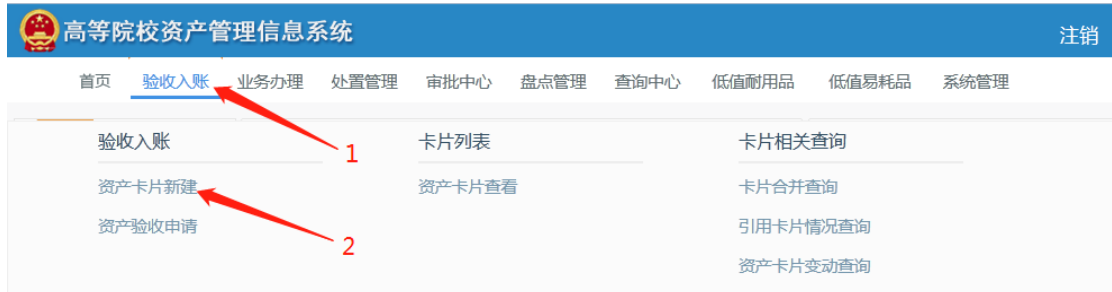 高等院校资产管理信息系统 注销
首页 验收入账 业务办理 处置管理 审批中心 盘点管理 查询中心 低值耐用品 低值易耗品 系统管理
验收入账 卡片列表 卡片相关查询
1
资产卡片新建 资产卡片查看 卡片合并查询
资产验收申请 引用卡片情况查询
2
资产卡片变动查询